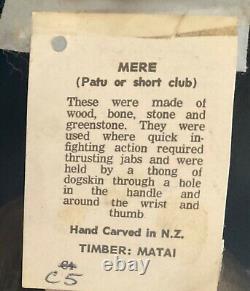 MERE
(Patu or short club)
These were made of
wood, bone, stone and
greenstone. They were
used where quick in-
fighting action required
thrusting jabs and were
held by a thong of
dogskin through a hole
in the handle and
around the wrist and
thumb
Hand Carved in N.Z.
TIMBER: MATAI
C4
C5